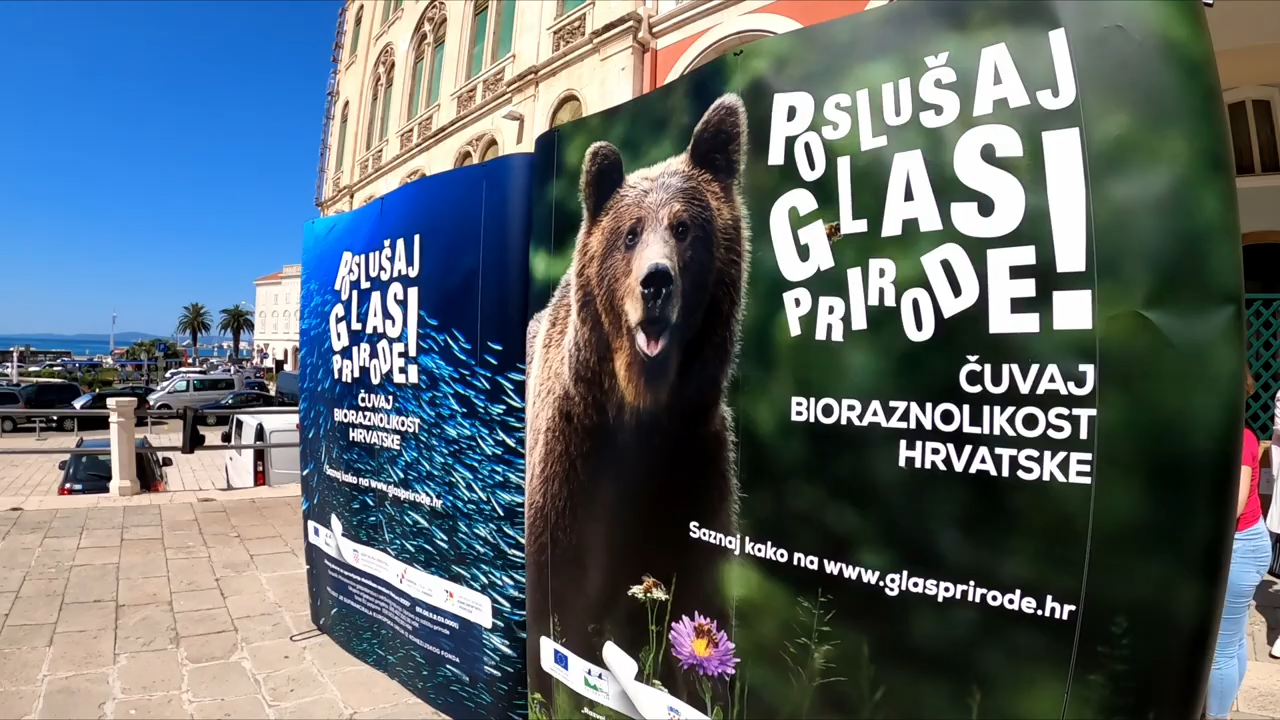 POSLUŠAJ
GLAS
PRIRODE!
ČUVAJ
BIORAZNOLIKOST
HRVATSKE
Saznaj kako na www.glasprirode.hr
POSLUŠAJ
GLAS
PRIRODE!
ČUVAJ
BIORAZNOLIKOST
HRVATSKE
Saznaj kako na www.glasprirode.hr